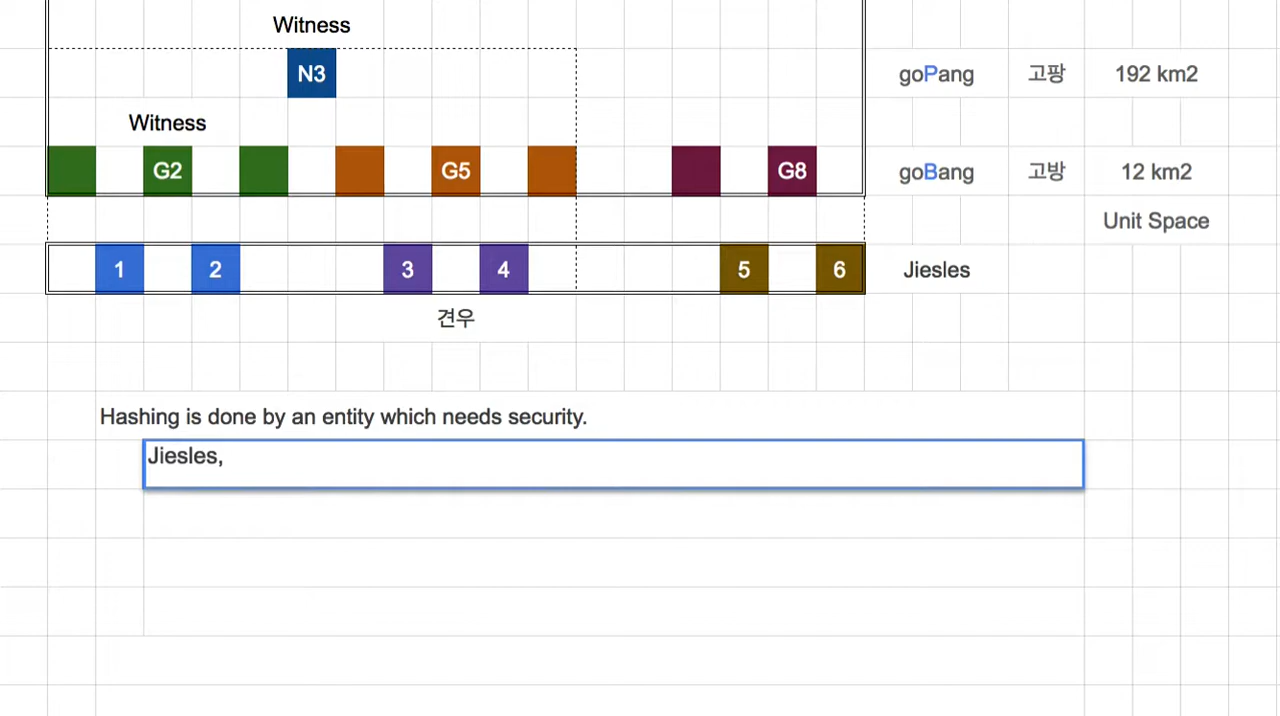 Witness
N3 goPang 고팡 192 km2
Witness
G2 G5 G8 goBang 고방 12 km2
Unit Space
1 2 3 4 5 6 Jiesles
견우
Hashing is done by an entity which needs security.
Jiesles,